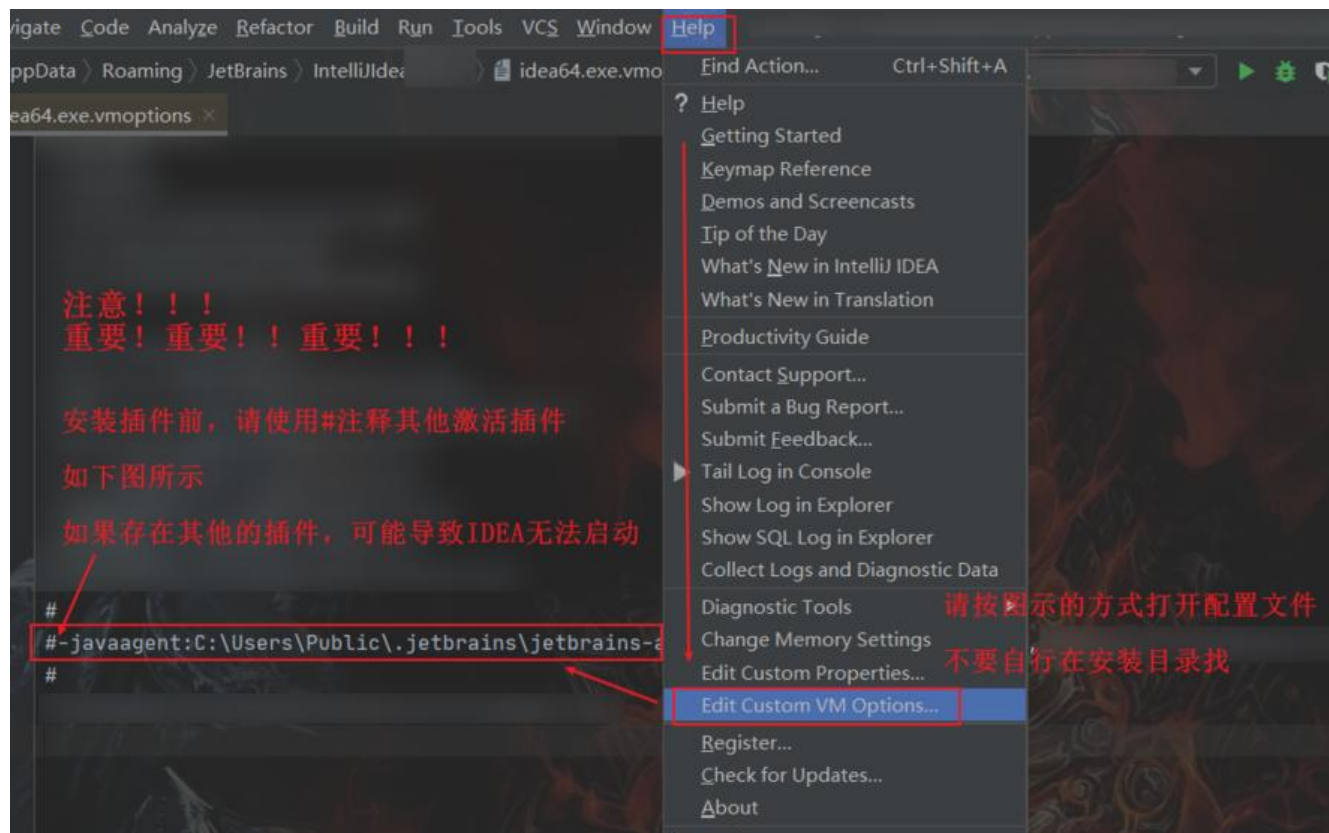 Code Analyze Refactor Build Run Tools VCS Window Help
Roaming 〉 JetBrains 〉 idea64.exe.vmo
Find Action... Ctrl+Shift+A
? Help
Getting Started
Keymap Reference
Demos and Screencasts
Tip of the Day
What's New in IntelliJ IDEA
What's New in Translation
Productivity Guide
Contact Support...
Submit a Bug Report...
Submit Feedback...
Tail Log in Console
Show Log in Explorer
Show SQL Log in Explorer
Collect Logs and Diagnostic Data
Diagnostic Tools
Change Memory Settings
Edit Custom Properties...
Edit Custom VM Options...
Register...
Check for Updates...
About
ea64.exe.vmoptions ×
注意！！！
重要！重要！！重要！！！
安装插件前，请使用#注释其他激活插件
如下图所示
如果存在其他的插件，可能导致IDEA无法启动
#
#-javaagent:C:\Users\Public\.jetbrains\jetbrains-a
#
请按图示的方式打开配置文件
不要自行在安装目录找